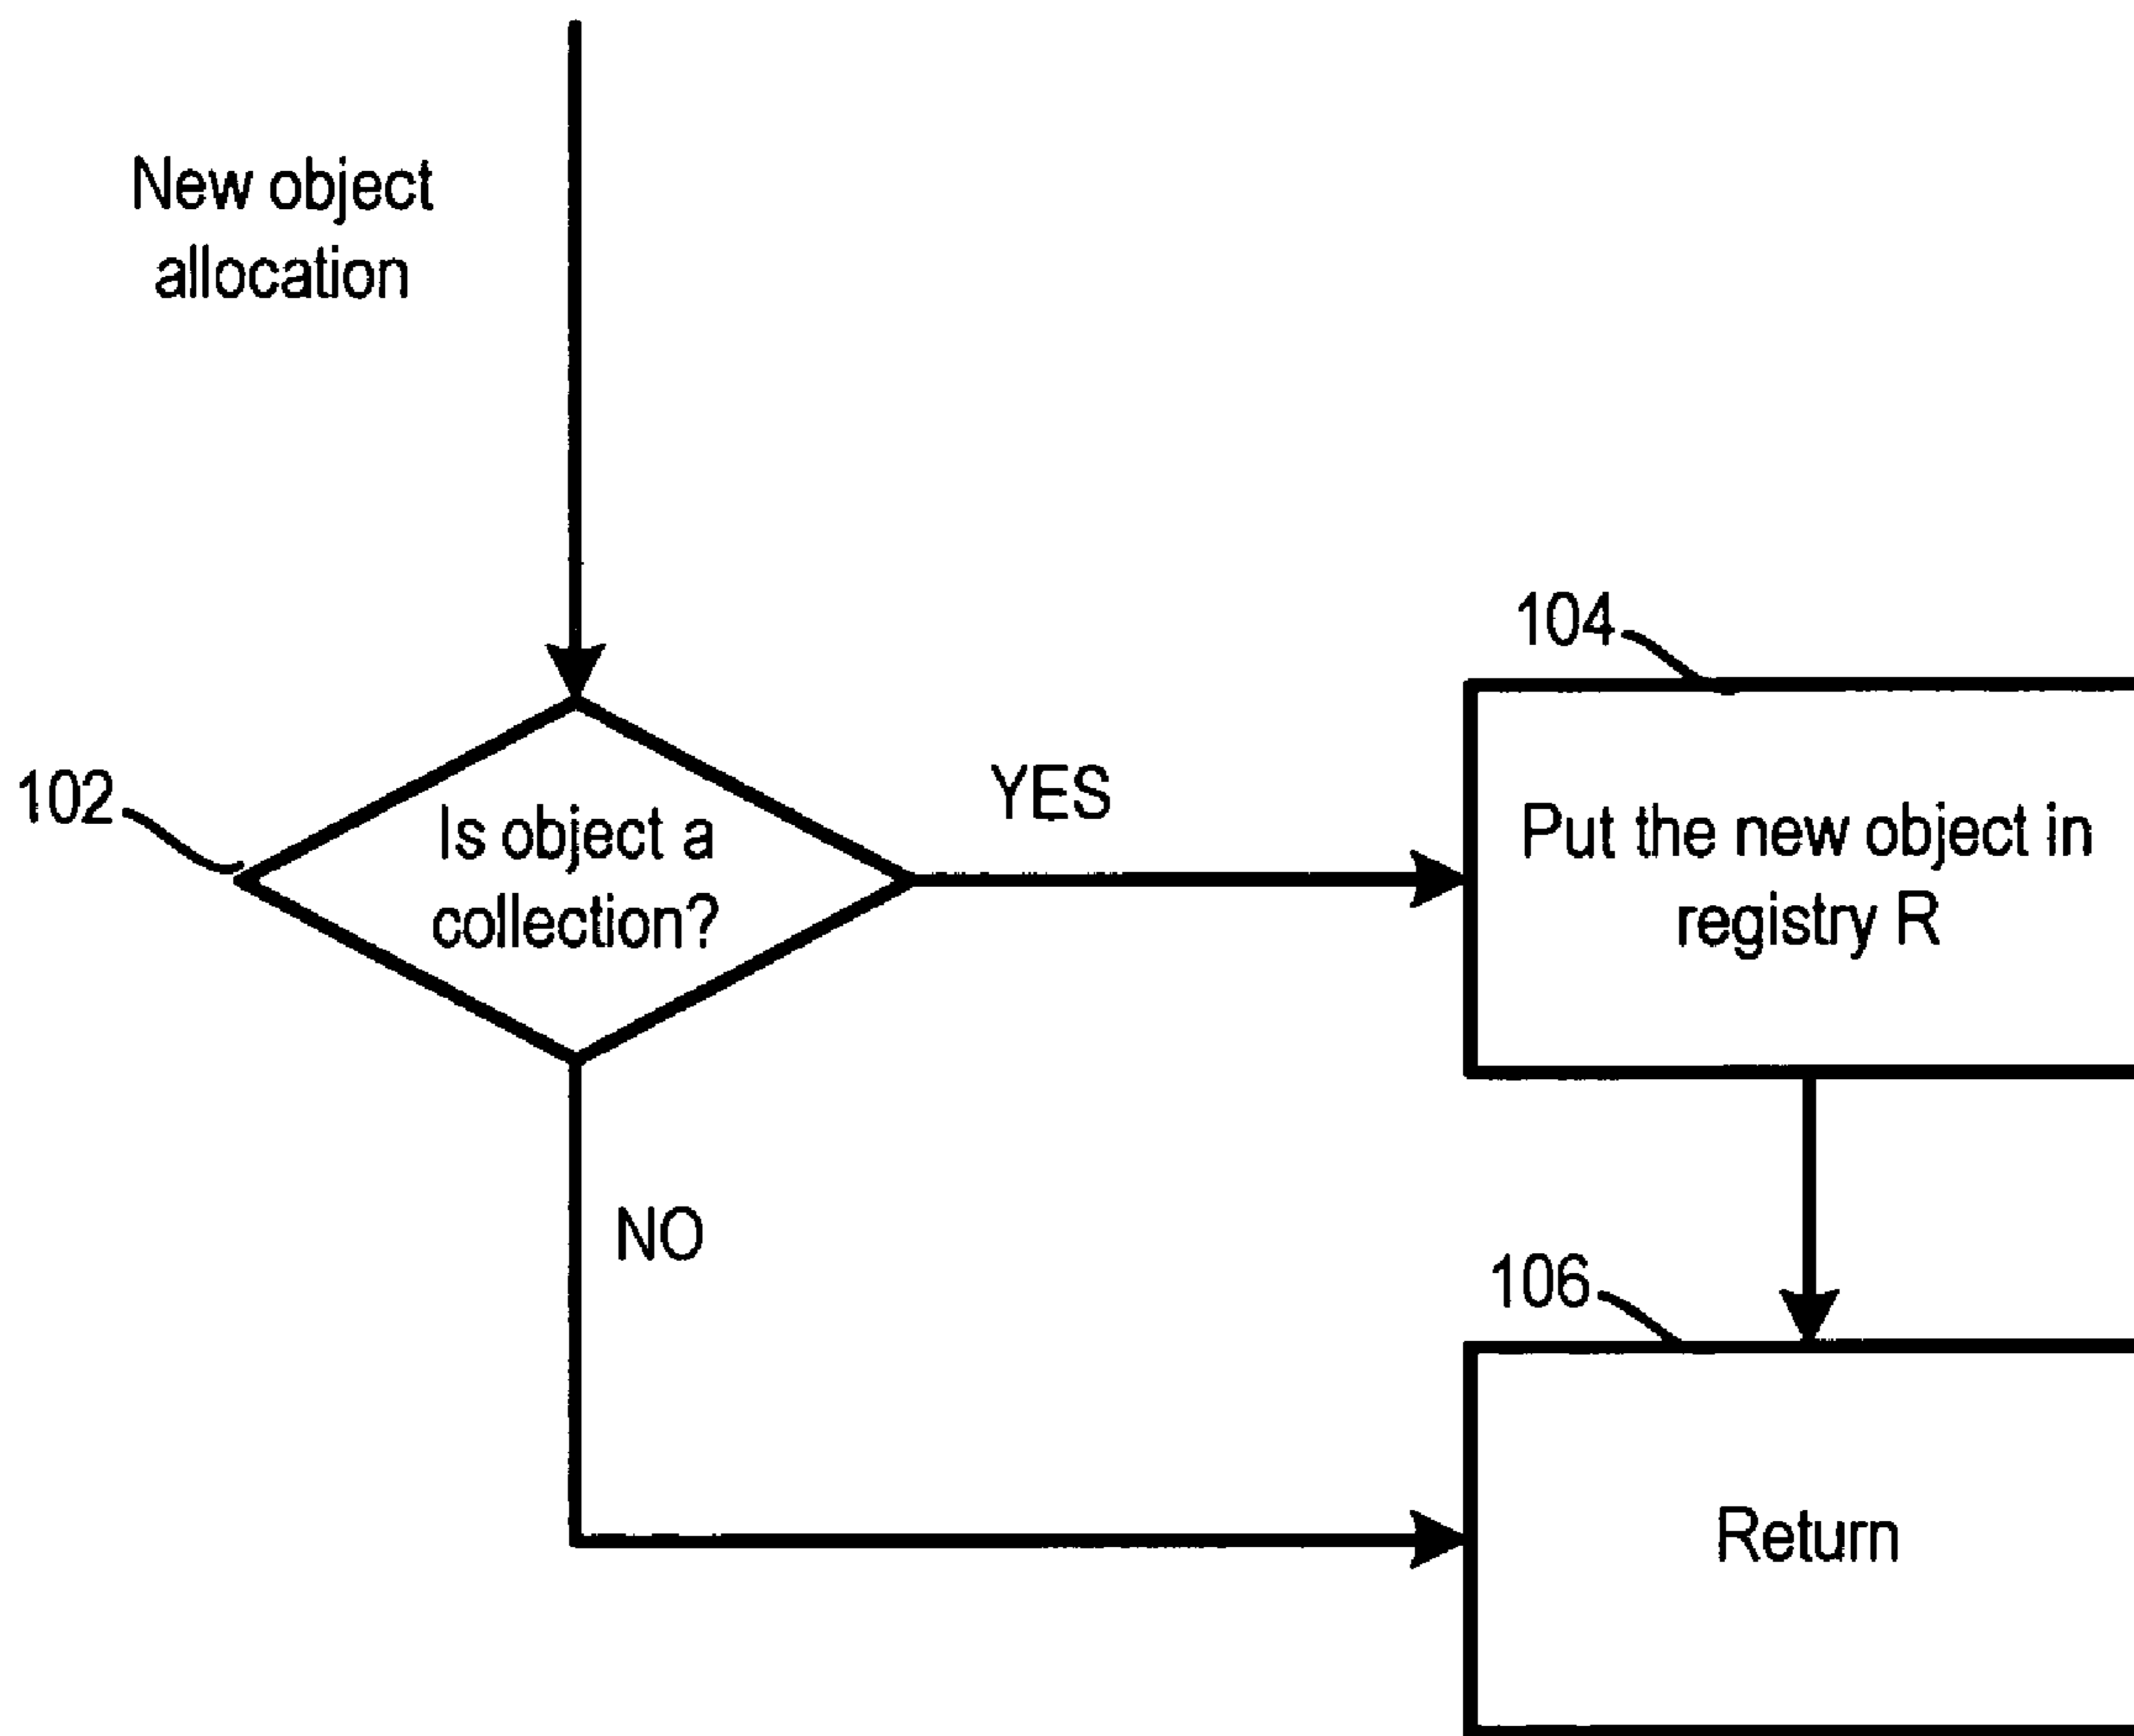 New object
allocation
104
102
YES
Is object a
collection?
Put the new object in
registry R
NO
106
Return